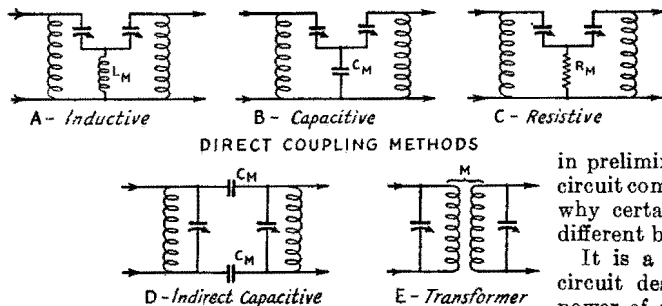 L_M
C_M
R_M
A - Inductive
B - Capacitive
C - Resistive
DIRECT COUPLING METHODS
C_M
M
C_M
D - Indirect Capacitive
E - Transformer
in prelimin
circuit com
why certa
different b
It is a
circuit de
power of